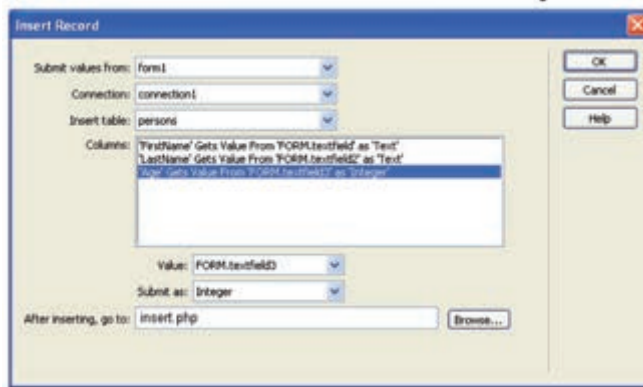 Insert Record
Submit values from: form1
OK
Connection: connection1
Cancel
Insert table: persons
Help
Columns: 'FirstName' Gets Value From 'FORM.textfield' as 'Text'
'LastName' Gets Value From 'FORM.textfield2' as 'Text'
'Age' Gets Value From 'FORM.textfield3' as 'Integer'
Value: FORM.textfield3
Submit as: Integer
After inserting, go to: insert.php
Browse...